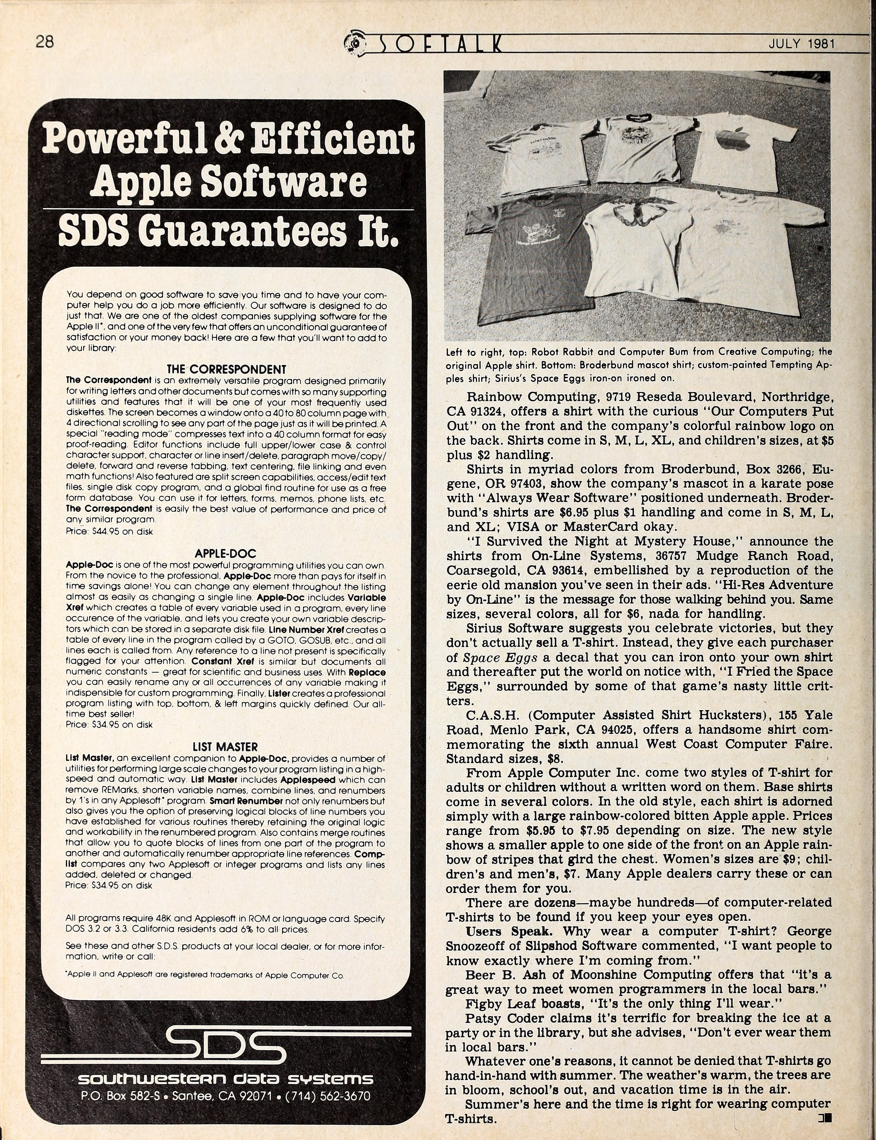 28
SOFTALK
JULY 1981
Powerful & Efficient
Apple Software
SDS Guarantees It.
You depend on good software to save you time and to have your com-
puter help you do a job more efficiently. Our software is designed to do
just that. We are one of the oldest companies supplying software for the
Apple II*, and one of the very few that offers an unconditional guarantee of
satisfaction or your money back! Here are a few that you'll want to add to
your library:
THE CORRESPONDENT
The Correspondent is an extremely versatile program designed primarily
for writing letters and other documents but comes with so many supporting
utilities and features that it will be one of your most frequently used
diskettes. The screen becomes a window onto a 40 to 80 column page with
4 directional scrolling to see any part of the page just as it will be printed. A
special "reading mode" compresses text into a 40 column format for easy
proof-reading. Editor functions include full upper/lower case & control
character support, character or line insert/delete, paragraph move/copy/
delete, forward and reverse tabbing, text centering, file linking and even
math functions! Also featured are split screen capabilities, access/edit text
files, single disk copy program, and a global find routine for use as a free
form database. You can use it for letters, forms, memos, phone lists, etc.
The Correspondent is easily the best value of performance and price of
any similar program.
Price: $44.95 on disk
APPLE-DOC
Apple-Doc is one of the most powerful programming utilities you can own.
From the novice to the professional, Apple-Doc more than pays for itself in
time savings alone! You can change any element throughout the listing
almost as easily as changing a single line. Apple-Doc includes Variable
Xref which creates a table of every variable used in a program, every line
occurence of the variable, and lets you create your own variable descrip-
tors which can be stored in a separate disk file. Line Number Xref creates a
table of every line in the program called by a GOTO, GOSUB, etc., and all
lines each is called from. Any reference to a line not present is specifically
flagged for your attention. Constant Xref is similar but documents all
numeric constants — great for scientific and business uses. With Replace
you can easily rename any or all occurrences of any variable making it
indispensible for custom programming. Finally, Lister creates a professional
program listing with top, bottom, & left margins quickly defined. Our all-
time best seller!
Price: $34.95 on disk
LIST MASTER
List Master, an excellent companion to Apple-Doc, provides a number of
utilities for performing large scale changes to your program listing in a high-
speed and automatic way. List Master includes Applespeed which can
remove REMarks, shorten variable names, combine lines, and renumbers
by 1's in any Applesoft* program. Smart Renumber not only renumbers but
also gives you the option of preserving logical blocks of line numbers you
have established for various routines thereby retaining the original logic
and workability in the renumbered program. Also contains merge routines
that allow you to quote blocks of lines from one part of the program to
another and automatically renumber appropriate line references. Comp-
list compares any two Applesoft or integer programs and lists any lines
added, deleted or changed.
Price: $34.95 on disk
All programs require 48K and Applesoft in ROM or language card. Specify
DOS 3.2 or 3.3. California residents add 6% to all prices.
See these and other S.D.S. products at your local dealer, or for more infor-
mation, write or call:
*Apple II and Applesoft are registered trademarks of Apple Computer Co.
SDS
southwestern data systems
P.O. Box 582-S • Santee, CA 92071 • (714) 562-3670
Left to right, top: Robot Rabbit and Computer Bum from Creative Computing; the
original Apple shirt. Bottom: Broderbund mascot shirt; custom-painted Tempting Ap-
ples shirt; Sirius's Space Eggs iron-on ironed on.
Rainbow Computing, 9719 Reseda Boulevard, Northridge,
CA 91324, offers a shirt with the curious "Our Computers Put
Out" on the front and the company's colorful rainbow logo on
the back. Shirts come in S, M, L, XL, and children's sizes, at $5
plus $2 handling.
Shirts in myriad colors from Broderbund, Box 3266, Eu-
gene, OR 97403, show the company's mascot in a karate pose
with "Always Wear Software" positioned underneath. Broder-
bund's shirts are $6.95 plus $1 handling and come in S, M, L,
and XL; VISA or MasterCard okay.
"I Survived the Night at Mystery House," announce the
shirts from On-Line Systems, 36757 Mudge Ranch Road,
Coarsegold, CA 93614, embellished by a reproduction of the
eerie old mansion you've seen in their ads. "Hi-Res Adventure
by On-Line" is the message for those walking behind you. Same
sizes, several colors, all for $6, nada for handling.
Sirius Software suggests you celebrate victories, but they
don't actually sell a T-shirt. Instead, they give each purchaser
of Space Eggs a decal that you can iron onto your own shirt
and thereafter put the world on notice with, "I Fried the Space
Eggs," surrounded by some of that game's nasty little crit-
ters.
C.A.S.H. (Computer Assisted Shirt Hucksters), 155 Yale
Road, Menlo Park, CA 94025, offers a handsome shirt com-
memorating the sixth annual West Coast Computer Faire.
Standard sizes, $8.
From Apple Computer Inc. come two styles of T-shirt for
adults or children without a written word on them. Base shirts
come in several colors. In the old style, each shirt is adorned
simply with a large rainbow-colored bitten Apple apple. Prices
range from $5.95 to $7.95 depending on size. The new style
shows a smaller apple to one side of the front on an Apple rain-
bow of stripes that gird the chest. Women's sizes are $9; chil-
dren's and men's, $7. Many Apple dealers carry these or can
order them for you.
There are dozens—maybe hundreds—of computer-related
T-shirts to be found if you keep your eyes open.
Users Speak. Why wear a computer T-shirt? George
Snoozeoff of Slipshod Software commented, "I want people to
know exactly where I'm coming from."
Beer B. Ash of Moonshine Computing offers that "it's a
great way to meet women programmers in the local bars."
Figby Leaf boasts, "It's the only thing I'll wear."
Patsy Coder claims it's terrific for breaking the ice at a
party or in the library, but she advises, "Don't ever wear them
in local bars."
Whatever one's reasons, it cannot be denied that T-shirts go
hand-in-hand with summer. The weather's warm, the trees are
in bloom, school's out, and vacation time is in the air.
Summer's here and the time is right for wearing computer
T-shirts.